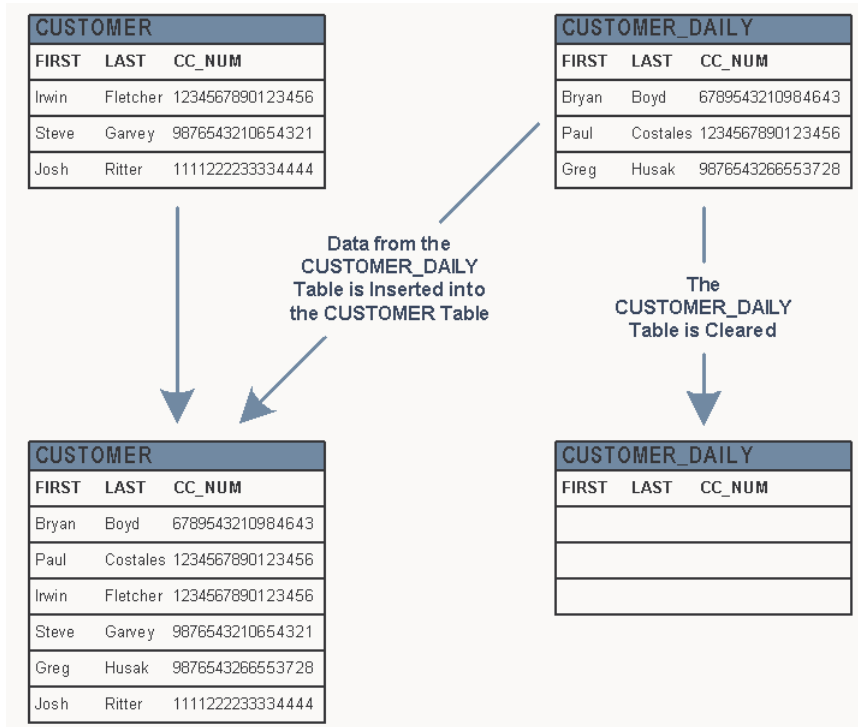 CUSTOMER
FIRST LAST CC_NUM
Irwin Fletcher 1234567890123456
Steve Garvey 9876543210654321
Josh Ritter 1111222233334444
CUSTOMER_DAILY
FIRST LAST CC_NUM
Bryan Boyd 6789543210984643
Paul Costales 1234567890123456
Greg Husak 9876543266553728
Data from the
CUSTOMER_DAILY
Table is Inserted into
the CUSTOMER Table
The
CUSTOMER_DAILY
Table is Cleared
CUSTOMER
FIRST LAST CC_NUM
Bryan Boyd 6789543210984643
Paul Costales 1234567890123456
Irwin Fletcher 1234567890123456
Steve Garvey 9876543210654321
Greg Husak 9876543266553728
Josh Ritter 1111222233334444
CUSTOMER_DAILY
FIRST LAST CC_NUM